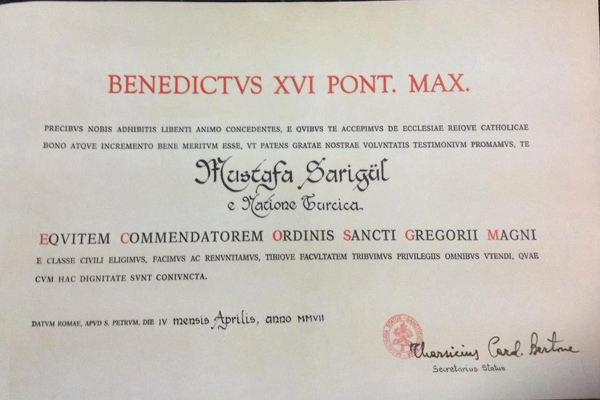 BENEDICTVS XVI PONT. MAX.
PRECIBVS NOBIS ADHIBITIS LIBENTI ANIMO CONCEDENTES, E QVIBVS TE ACCEPIMVS DE ECCLESIAE REIQVE CATHOLICAE
BONO ATQVE INCREMENTO BENE MERITVM ESSE, VT PATENS GRATAE NOSTRAE VOLVNTATIS TESTIMONIVM PROMAMVS, TE
Mustafa Sarigül
e Natione Turcica
EQVITEM COMMENDATOREM ORDINIS SANCTI GREGORII MAGNI
E CLASSE CIVILI ELIGIMVS, FACIMVS AC RENVNTIAMVS, TIBIQVE FACVLTATEM TRIBVIMVS PRIVILEGIIS OMNIBVS VTENDI, QVAE
CVM HAC DIGNITATE SVNT CONIVNCTA.
DATVM ROMAE, APVD S. PETRVM, DIE IV mensis Aprilis, anno MMVII
Tharsicius Card. Bertone
Secretarius Status